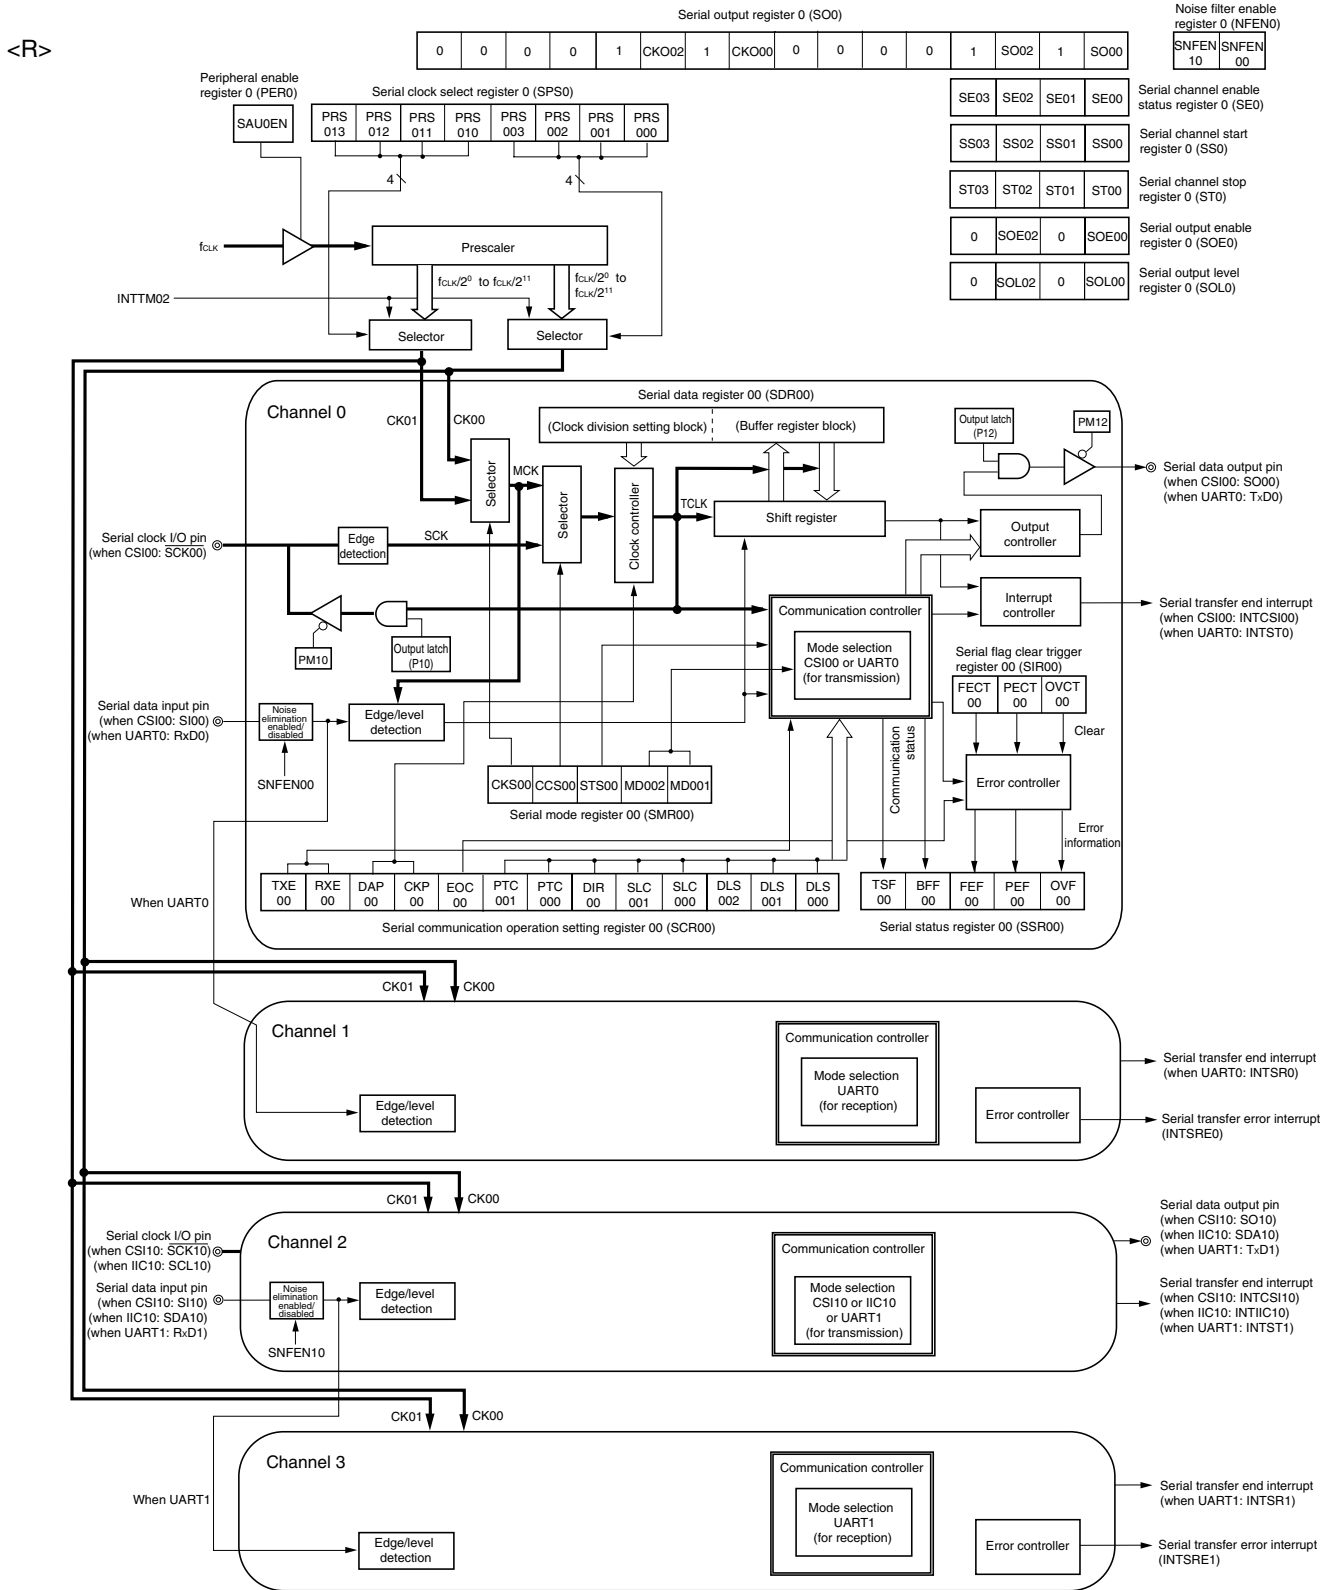 <R>
Serial output register 0 (SO0)
0 0 0 0 1 CKO02 1 CKO00 0 0 0 0 1 SO02 1 SO00
Noise filter enable
register 0 (NFEN0)
SNFEN 10 SNFEN 00
Peripheral enable
register 0 (PER0)
SAU0EN
Serial clock select register 0 (SPS0)
PRS 013 PRS 012 PRS 011 PRS 010 PRS 003 PRS 002 PRS 001 PRS 000
4
4
SE03 SE02 SE01 SE00
Serial channel enable
status register 0 (SE0)
SS03 SS02 SS01 SS00
Serial channel start
register 0 (SS0)
ST03 ST02 ST01 ST00
Serial channel stop
register 0 (ST0)
0 SOE02 0 SOE00
Serial output enable
register 0 (SOE0)
0 SOL02 0 SOL00
Serial output level
register 0 (SOL0)
fCLK
Prescaler
fCLK/2⁰ to fCLK/2¹¹
fCLK/2⁰ to
fCLK/2¹¹
INTTM02
Selector
Selector
Channel 0
CK01
CK00
Serial data register 00 (SDR00)
(Clock division setting block)
(Buffer register block)
Output latch
(P12)
PM12
Serial data output pin
(when CSI00: SO00)
(when UART0: TxD0)
Selector
MCK
Selector
Clock controller
TCLK
Shift register
Output
controller
Serial clock I/O pin
(when CSI00: SCK00)
Edge
detection
SCK
Communication controller
Mode selection
CSI00 or UART0
(for transmission)
Interrupt
controller
Serial transfer end interrupt
(when CSI00: INTCSI00)
(when UART0: INTST0)
PM10
Output latch
(P10)
Serial flag clear trigger
register 00 (SIR00)
FECT 00 PECT 00 OVCT 00
Clear
Serial data input pin
(when CSI00: SI00)
(when UART0: RxD0)
Noise
elimination
enabled/
disabled
Edge/level
detection
SNFEN00
CKS00 CCS00 STS00 MD002 MD001
Serial mode register 00 (SMR00)
Communication
status
Error controller
Error
information
When UART0
TXE 00 RXE 00 DAP 00 CKP 00 EOC 00 PTC 001 PTC 000 DIR 00 SLC 001 SLC 000 DLS 002 DLS 001 DLS 000
Serial communication operation setting register 00 (SCR00)
TSF 00 BFF 00 FEF 00 PEF 00 OVF 00
Serial status register 00 (SSR00)
CK01
CK00
Channel 1
Communication controller
Mode selection
UART0
(for reception)
Edge/level
detection
Error controller
Serial transfer end interrupt
(when UART0: INTSR0)
Serial transfer error interrupt
(INTSRE0)
CK01
CK00
Channel 2
Serial clock I/O pin
(when CSI10: SCK10)
(when IIC10: SCL10)
Serial data input pin
(when CSI10: SI10)
(when IIC10: SDA10)
(when UART1: RxD1)
Noise
elimination
enabled/
disabled
Edge/level
detection
SNFEN10
Communication controller
Mode selection
CSI10 or IIC10
or UART1
(for transmission)
Serial data output pin
(when CSI10: SO10)
(when IIC10: SDA10)
(when UART1: TxD1)
Serial transfer end interrupt
(when CSI10: INTCSI10)
(when IIC10: INTIIC10)
(when UART1: INTST1)
CK01
CK00
When UART1
Channel 3
Communication controller
Mode selection
UART1
(for reception)
Edge/level
detection
Error controller
Serial transfer end interrupt
(when UART1: INTSR1)
Serial transfer error interrupt
(INTSRE1)